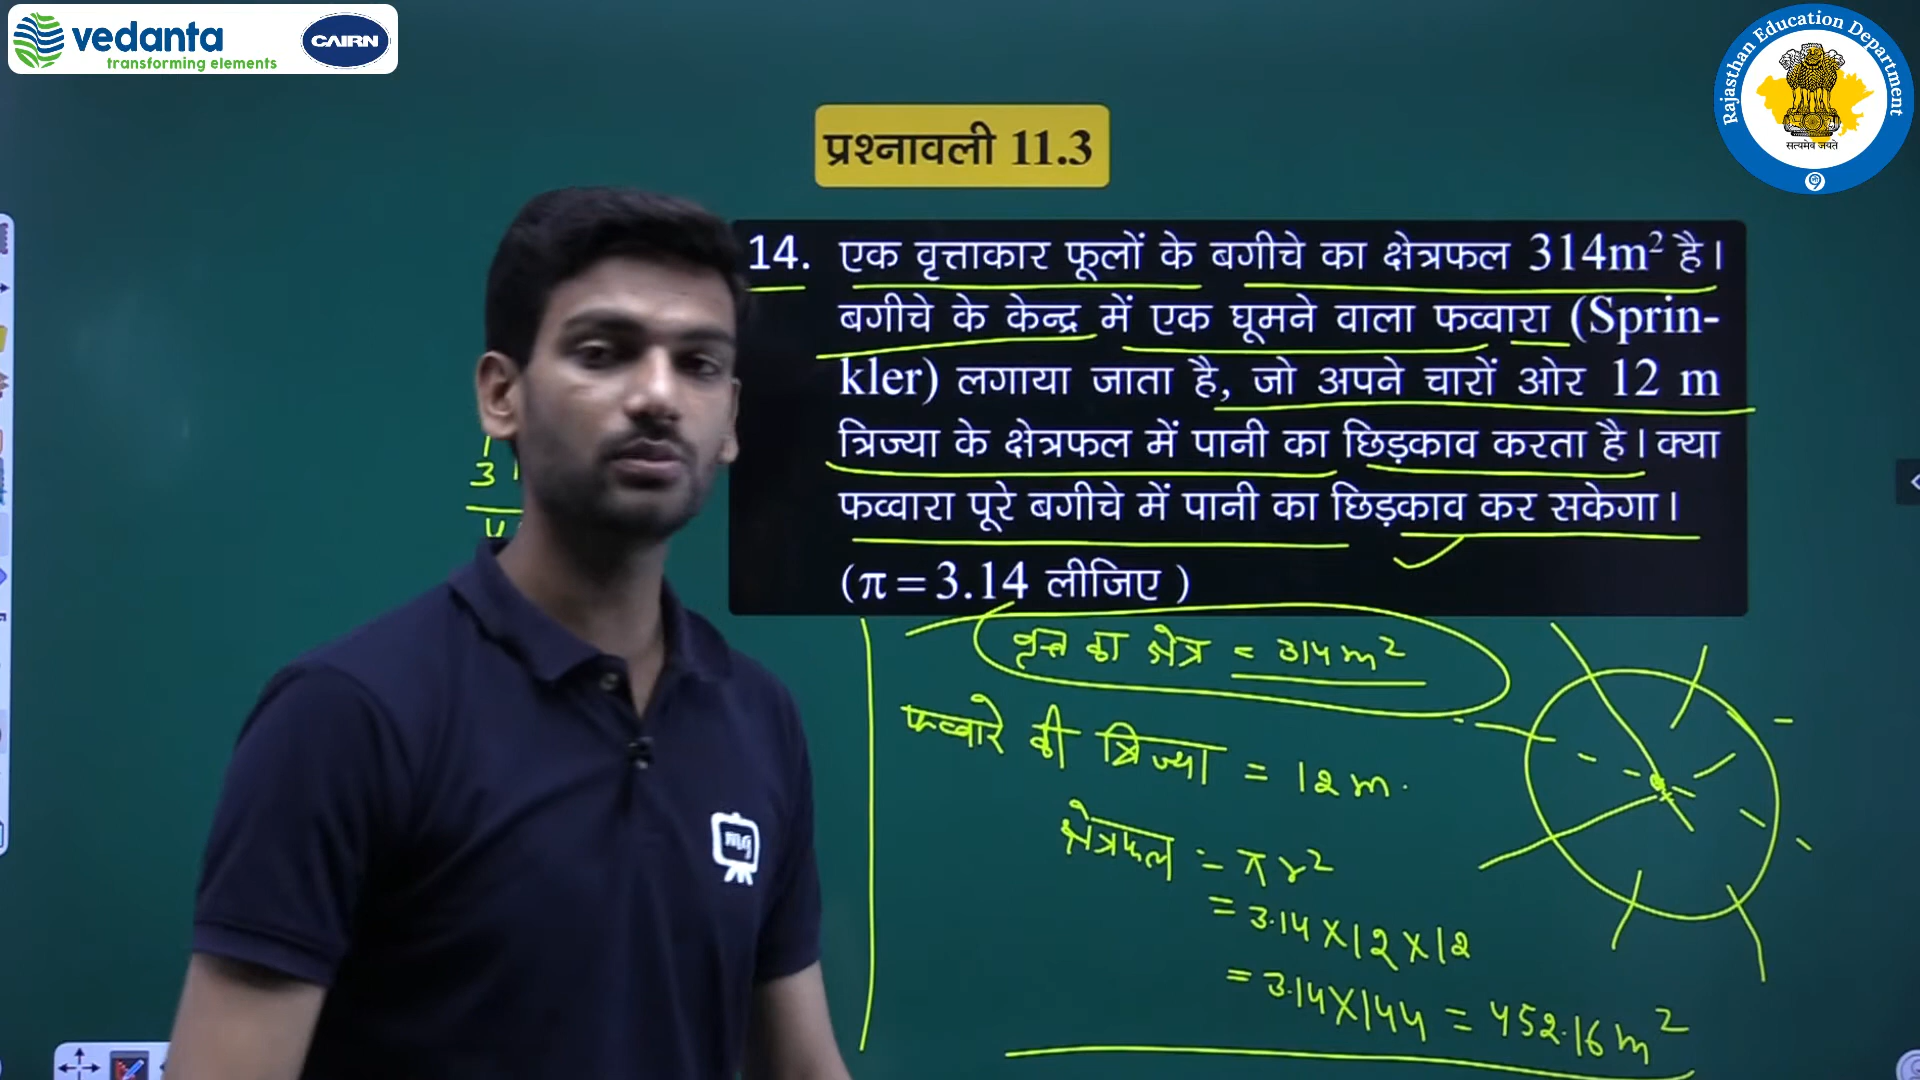 vedanta
transforming elements
CAIRN
Rajasthan Education Department
सत्यमेव जयते
प्रश्नावली 11.3
14. एक वृत्ताकार फूलों के बगीचे का क्षेत्रफल 314m² है।
बगीचे के केन्द्र में एक घूमने वाला फव्वारा (Sprin-
kler) लगाया जाता है, जो अपने चारों ओर 12 m
त्रिज्या के क्षेत्रफल में पानी का छिड़काव करता है। क्या
फव्वारा पूरे बगीचे में पानी का छिड़काव कर सकेगा।
(π = 3.14 लीजिए )
वृत्त का क्षेत्र = 314 m²
फव्वारे की त्रिज्या = 12 m.
क्षेत्रफल = πr²
= 3.14 × 12 × 12
= 3.14 × 144 = 452.16 m²
mg